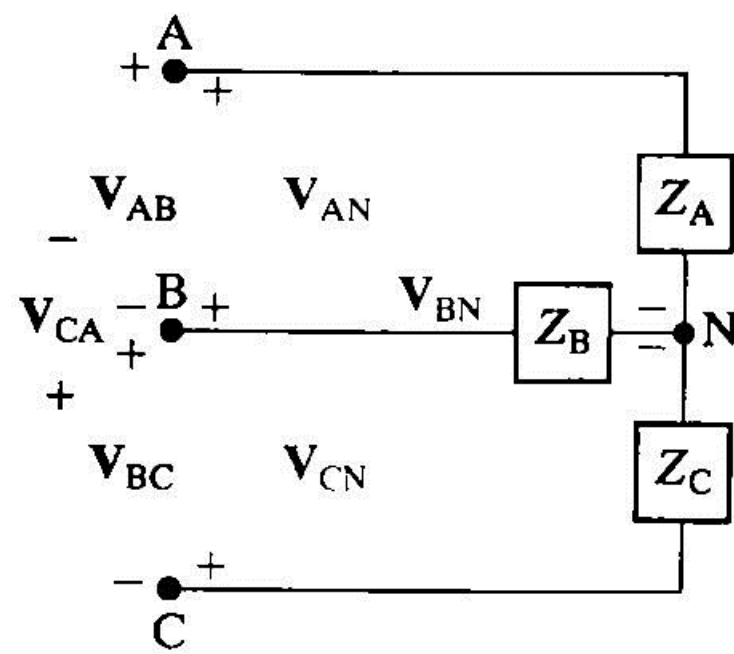 A
+ +
V_AB V_AN Z_A
−
V_CA − B + V_BN Z_B − N
+ −
+
V_BC V_CN Z_C
− +
C